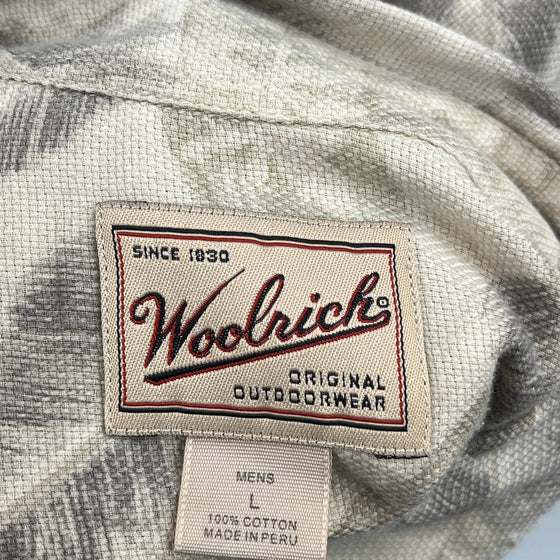 SINCE 1830
Woolrich
ORIGINAL
OUTDOORWEAR
MENS
L
100% COTTON
MADE IN PERU